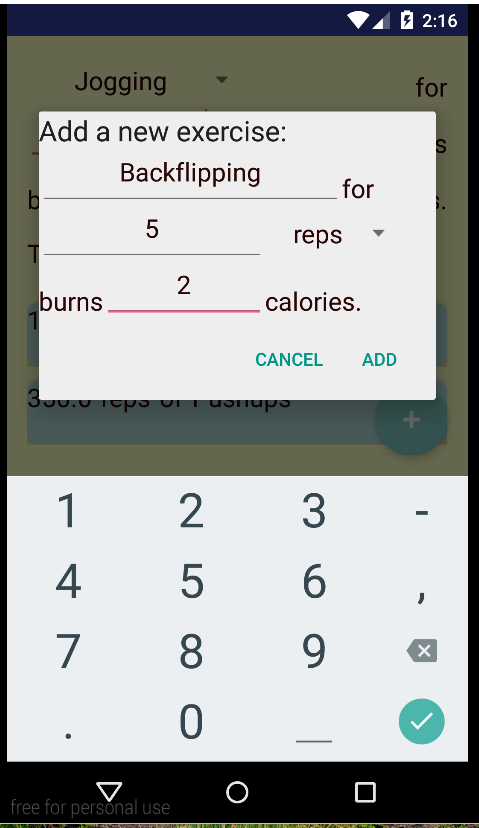 2:16
Jogging for
Add a new exercise:
Backflipping for
5 reps
burns 2 calories.
CANCEL ADD
350.0 reps of Pushups
+
1 2 3 -
4 5 6 ,
7 8 9
. 0 _
free for personal use